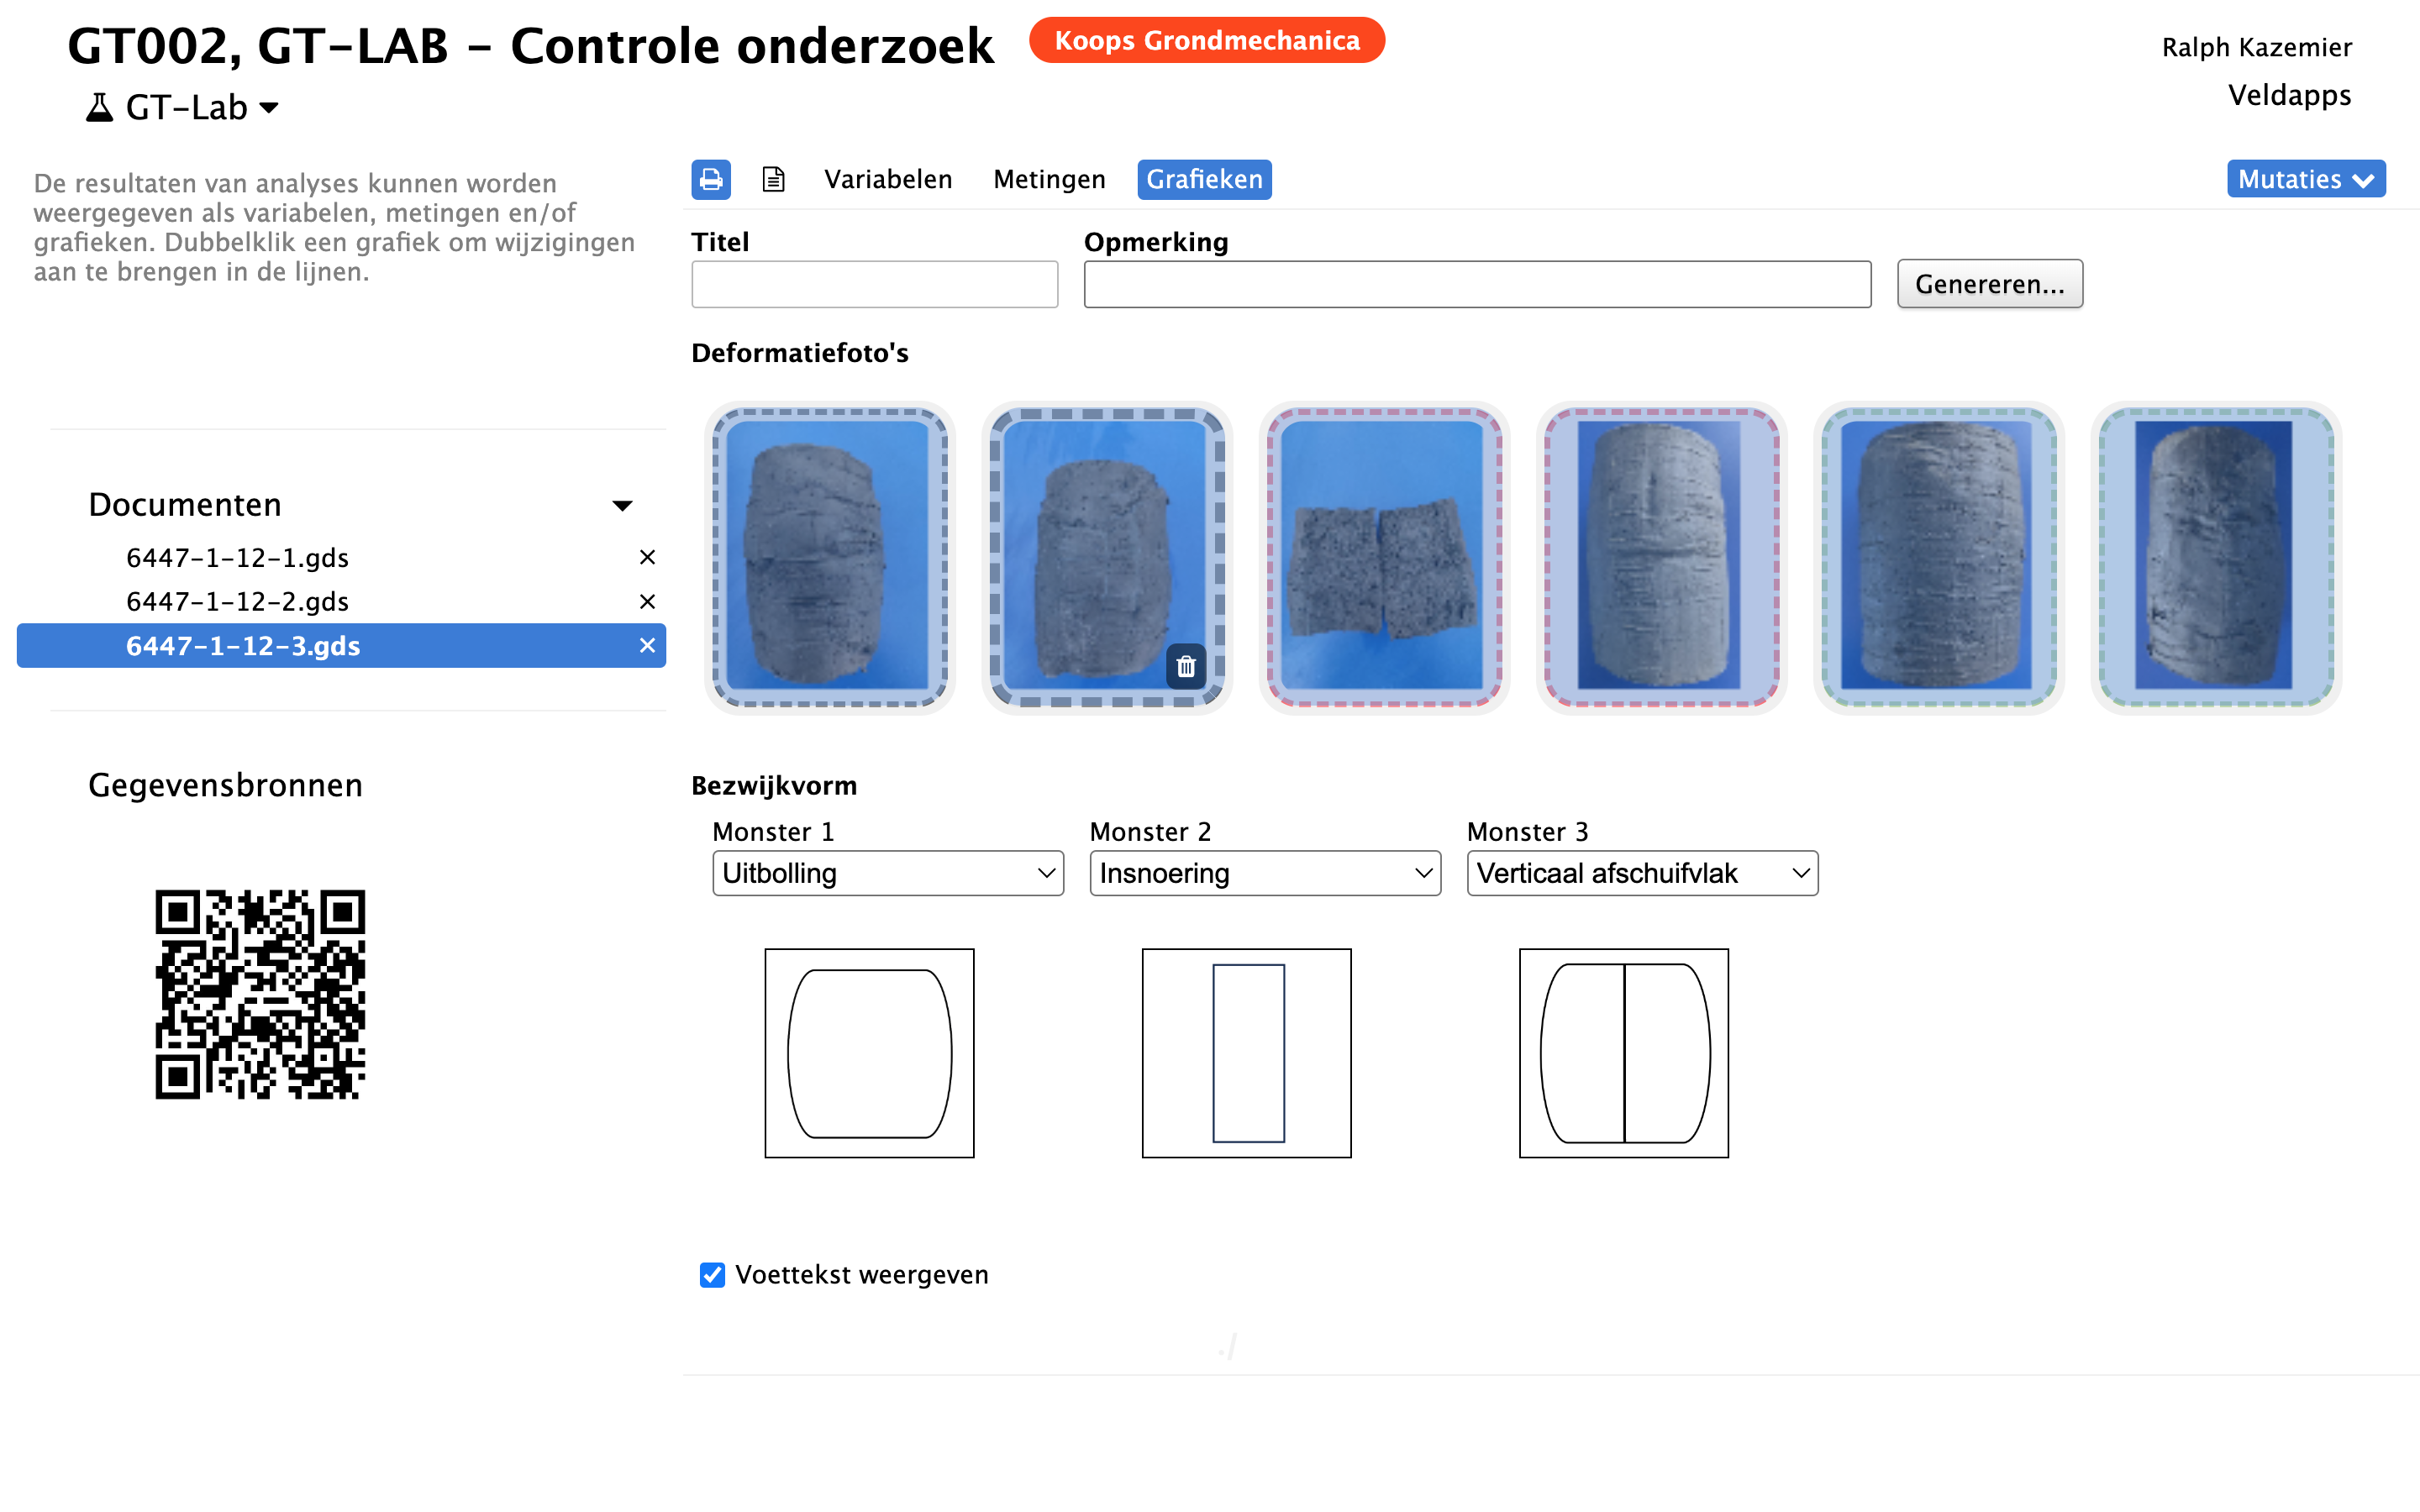 GT002, GT-LAB - Controle onderzoek
Koops Grondmechanica
Ralph Kazemier
Veldapps
GT-Lab
De resultaten van analyses kunnen worden
weergegeven als variabelen, metingen en/of
grafieken. Dubbelklik een grafiek om wijzigingen
aan te brengen in de lijnen.
Variabelen
Metingen
Grafieken
Mutaties
Titel
Opmerking
Genereren...
Deformatiefoto's
Documenten
6447-1-12-1.gds
6447-1-12-2.gds
6447-1-12-3.gds
Gegevensbronnen
Bezwijkvorm
Monster 1
Monster 2
Monster 3
Uitbolling
Insnoering
Verticaal afschuifvlak
Voettekst weergeven
./